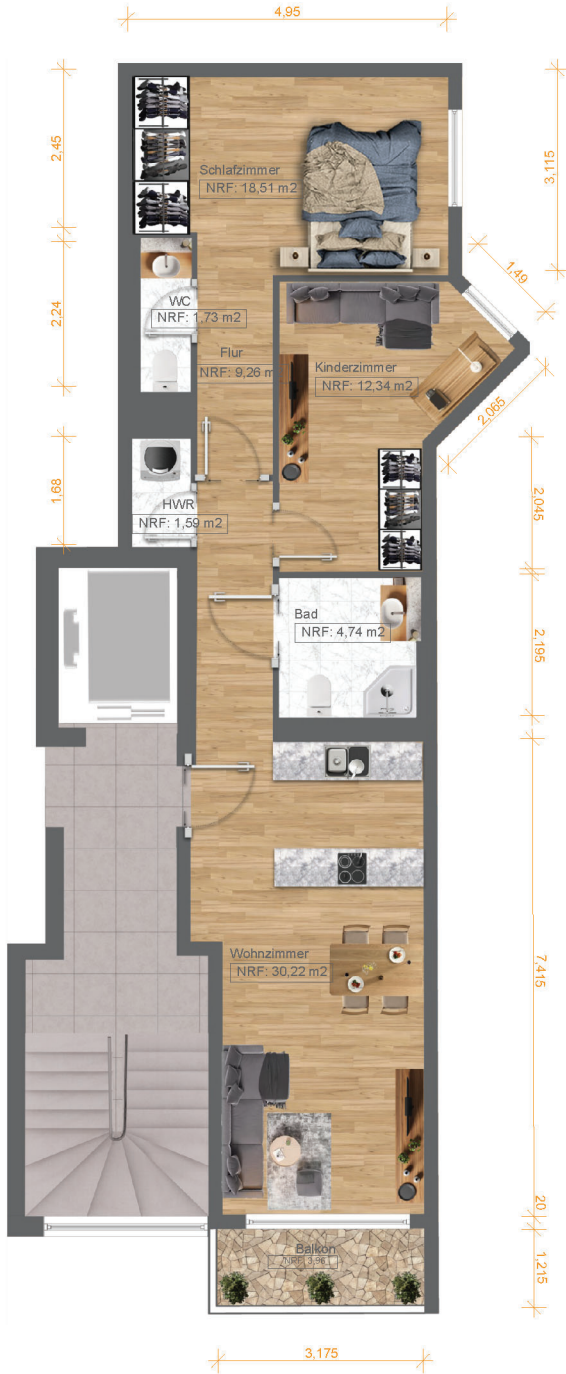 4,95
2,45
3,115
Schlafzimmer
NRF: 18,51 m2
1,49
2,24
WC
NRF: 1,73 m2
Flur
NRF: 9,26 m
Kinderzimmer
NRF: 12,34 m2
2,065
1,68
HWR
NRF: 1,59 m2
2,045
Bad
NRF: 4,74 m2
2,195
7,415
Wohnzimmer
NRF: 30,22 m2
20
Balkon
NRF: 3,96
1,215
3,175